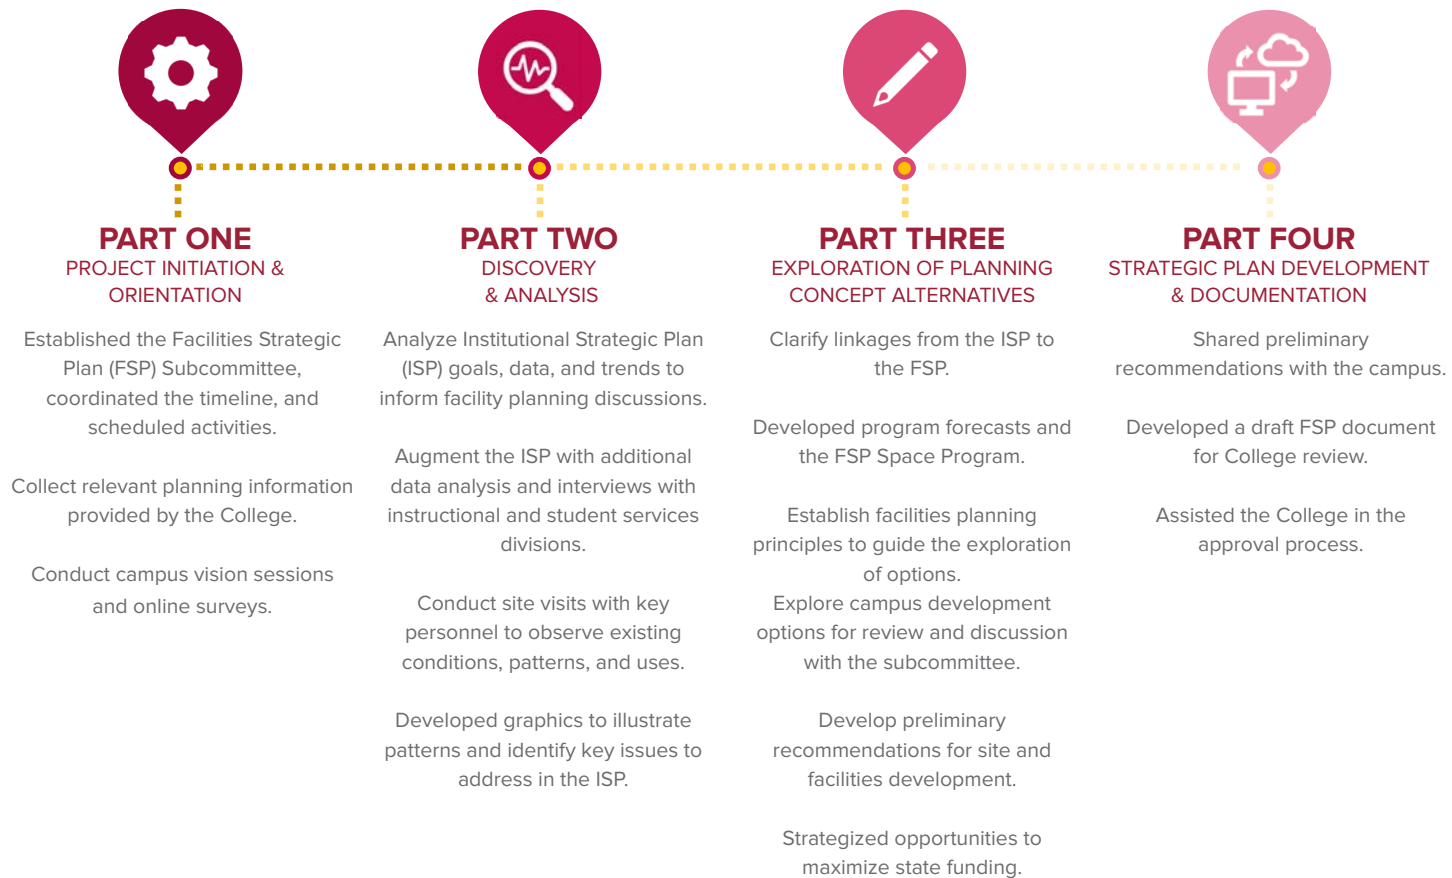 PART ONE
PROJECT INITIATION &
ORIENTATION
Established the Facilities Strategic
Plan (FSP) Subcommittee,
coordinated the timeline, and
scheduled activities.
Collect relevant planning information
provided by the College.
Conduct campus vision sessions
and online surveys.
PART TWO
DISCOVERY
& ANALYSIS
Analyze Institutional Strategic Plan
(ISP) goals, data, and trends to
inform facility planning discussions.
Augment the ISP with additional
data analysis and interviews with
instructional and student services
divisions.
Conduct site visits with key
personnel to observe existing
conditions, patterns, and uses.
Developed graphics to illustrate
patterns and identify key issues to
address in the ISP.
PART THREE
EXPLORATION OF PLANNING
CONCEPT ALTERNATIVES
Clarify linkages from the ISP to
the FSP.
Developed program forecasts and
the FSP Space Program.
Establish facilities planning
principles to guide the exploration
of options.
Explore campus development
options for review and discussion
with the subcommittee.
Develop preliminary
recommendations for site and
facilities development.
Strategized opportunities to
maximize state funding.
PART FOUR
STRATEGIC PLAN DEVELOPMENT
& DOCUMENTATION
Shared preliminary
recommendations with the campus.
Developed a draft FSP document
for College review.
Assisted the College in the
approval process.